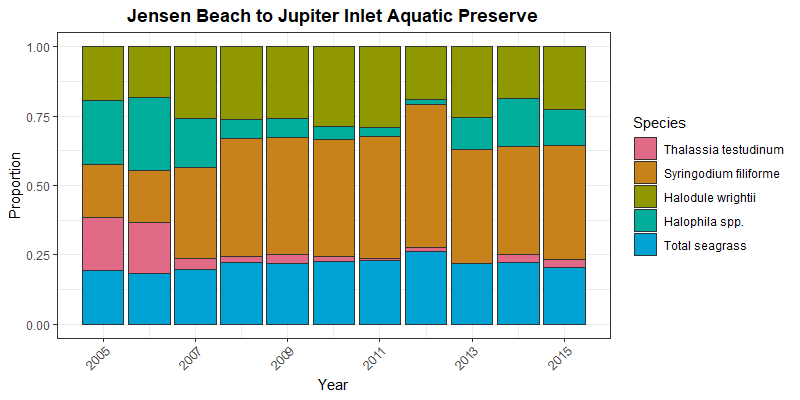 Jensen Beach to Jupiter Inlet Aquatic Preserve
1.00
0.75
0.50
0.25
0.00
Proportion
2005
2007
2009
2011
2013
2015
Year
Species
Thalassia testudinum
Syringodium filiforme
Halodule wrightii
Halophila spp.
Total seagrass